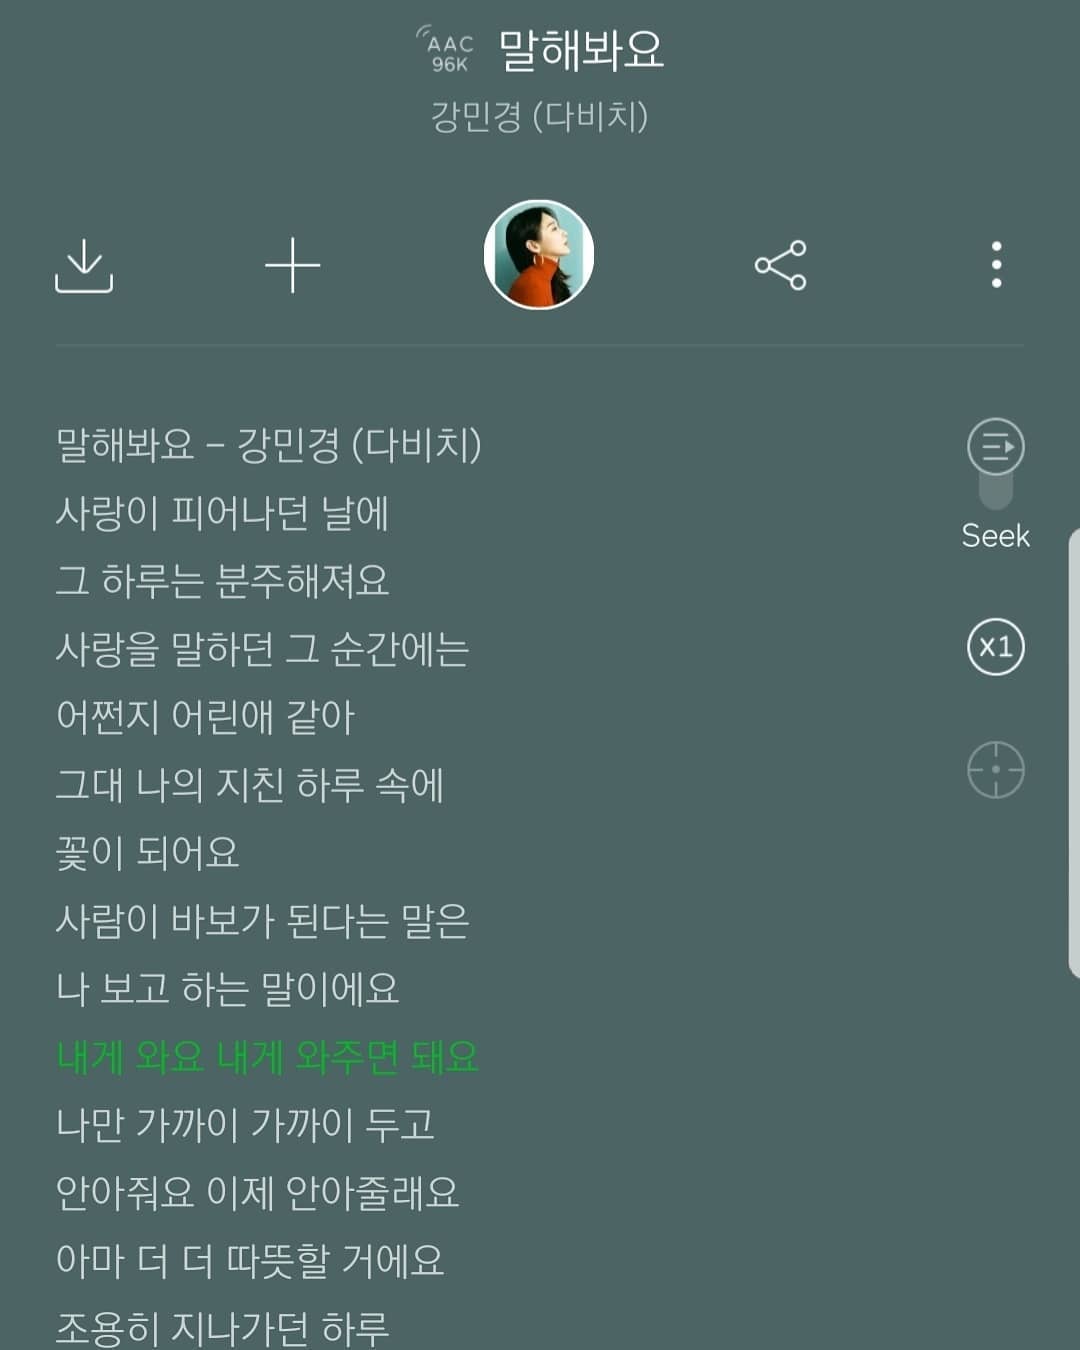 AAC
96K
말해봐요
강민경 (다비치)
말해봐요 – 강민경 (다비치)
사랑이 피어나던 날에
그 하루는 분주해져요
사랑을 말하던 그 순간에는
어쩐지 어린애 같아
그대 나의 지친 하루 속에
꽃이 되어요
사람이 바보가 된다는 말은
나 보고 하는 말이에요
내게 와요 내게 와주면 돼요
나만 가까이 가까이 두고
안아줘요 이제 안아줄래요
아마 더 더 따뜻할 거에요
조용히 지나가던 하루
Seek
x1